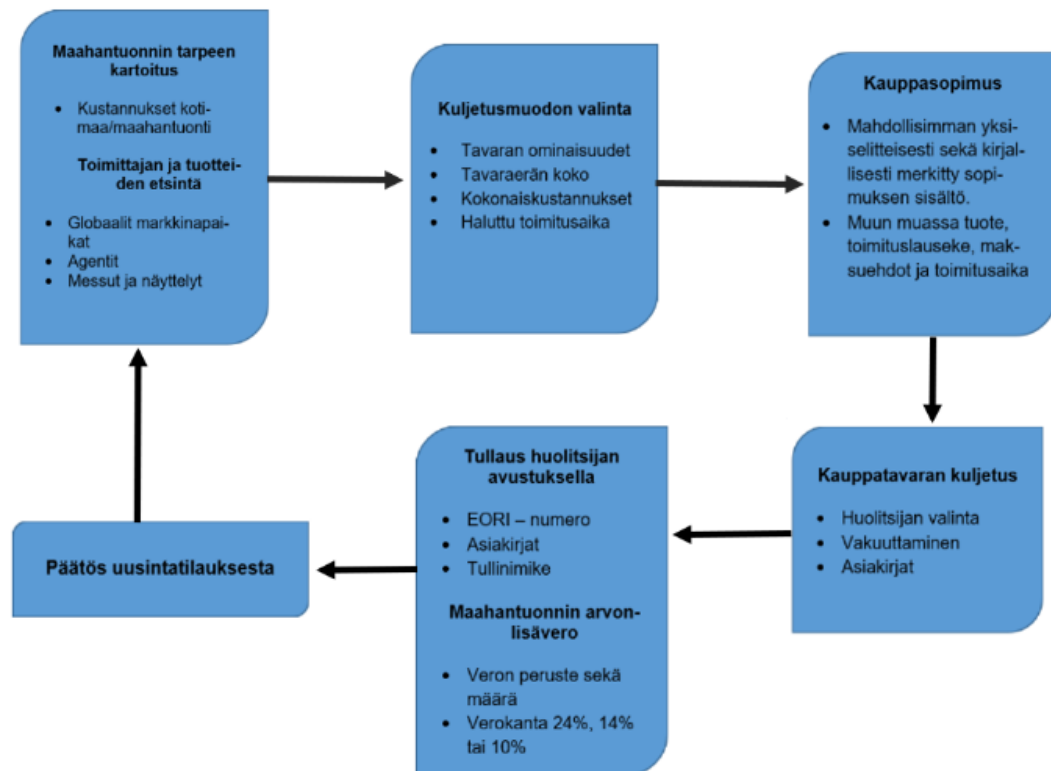 Maahantuonnin tarpeen
kartoitus
• Kustannukset koti-
maa/maahantuonti
Toimittajan ja tuottei-
den etsintä
• Globaalit markkinapai-
kat
• Agentit
• Messut ja näyttelyt
Kuljetusmuodon valinta
• Tavaran ominaisuudet
• Tavaraerän koko
• Kokonaiskustannukset
• Haluttu toimitusaika
Kauppasopimus
• Mahdollisimman yksi-
selitteisesti sekä kirjal-
lisesti merkitty sopi-
muksen sisältö.
• Muun muassa tuote,
toimituslauseke, mak-
suehdot ja toimitusaika
Kauppatavaran kuljetus
• Huolitsijan valinta
• Vakuuttaminen
• Asiakirjat
Tullaus huolitsijan
avustuksella
• EORI – numero
• Asiakirjat
• Tullinimike
Maahantuonnin arvon-
lisävero
• Veron peruste sekä
määrä
• Verokanta 24%, 14%
tai 10%
Päätös uusintatilauksesta